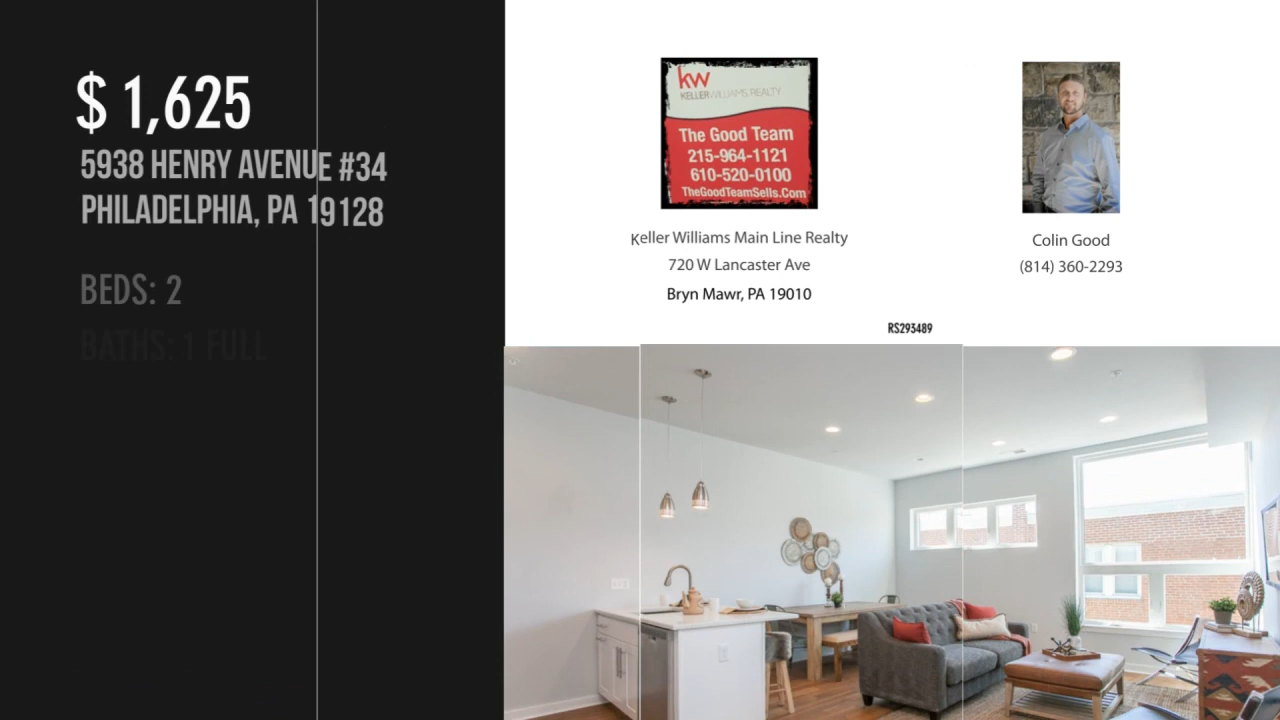 $ 1,625
5938 HENRY AVENUE #34
PHILADELPHIA, PA 19128
BEDS: 2
BATHS: 1 FULL
kw
KELLERWILLIAMS REALTY
The Good Team
215-964-1121
610-520-0100
TheGoodTeamSells.Com
Keller Williams Main Line Realty
720 W Lancaster Ave
Bryn Mawr, PA 19010
Colin Good
(814) 360-2293
RS293489